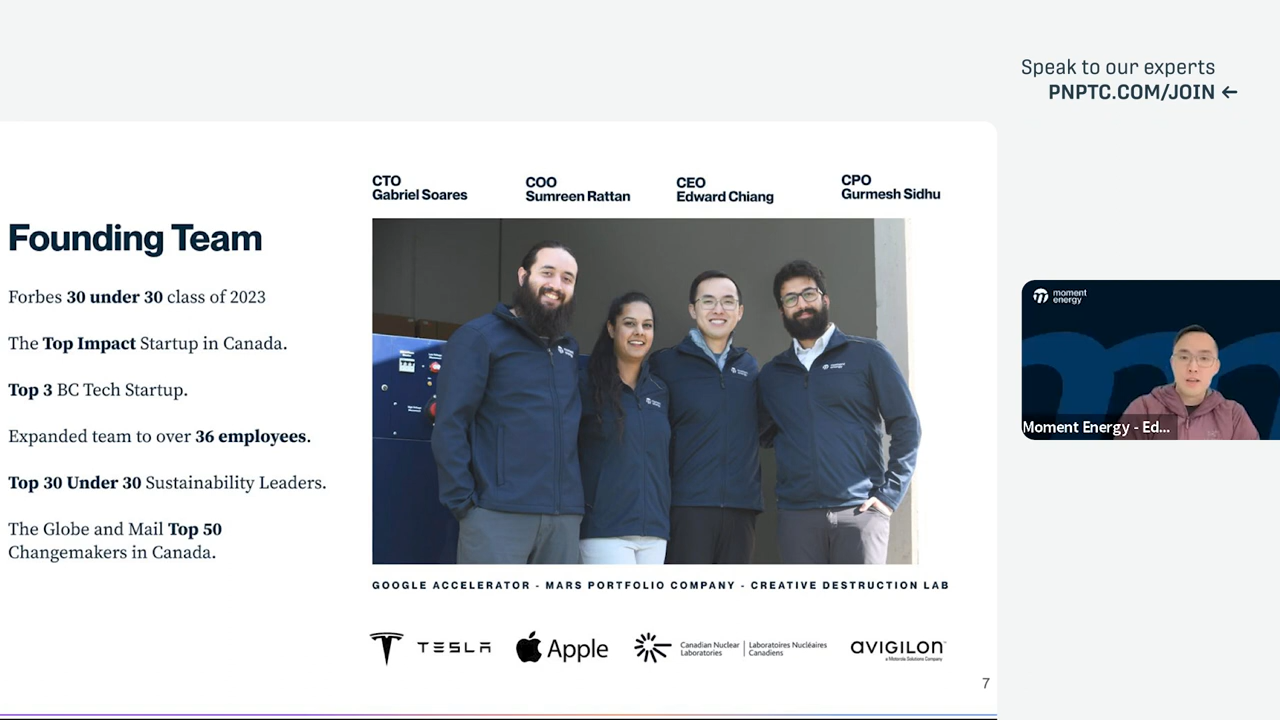 Speak to our experts
PNPTC.COM/JOIN ←
CTO
Gabriel Soares
COO
Sumreen Rattan
CEO
Edward Chiang
CPO
Gurmesh Sidhu
Founding Team
Forbes 30 under 30 class of 2023
The Top Impact Startup in Canada.
Top 3 BC Tech Startup.
Expanded team to over 36 employees.
Top 30 Under 30 Sustainability Leaders.
The Globe and Mail Top 50
Changemakers in Canada.
GOOGLE ACCELERATOR - MARS PORTFOLIO COMPANY - CREATIVE DESTRUCTION LAB
TESLA
Apple
Canadian Nuclear
Laboratories
Laboratoires Nucléaires
Canadiens
AVIGILON
a Motorola Solutions Company
7
moment
energy
Moment Energy - Ed...